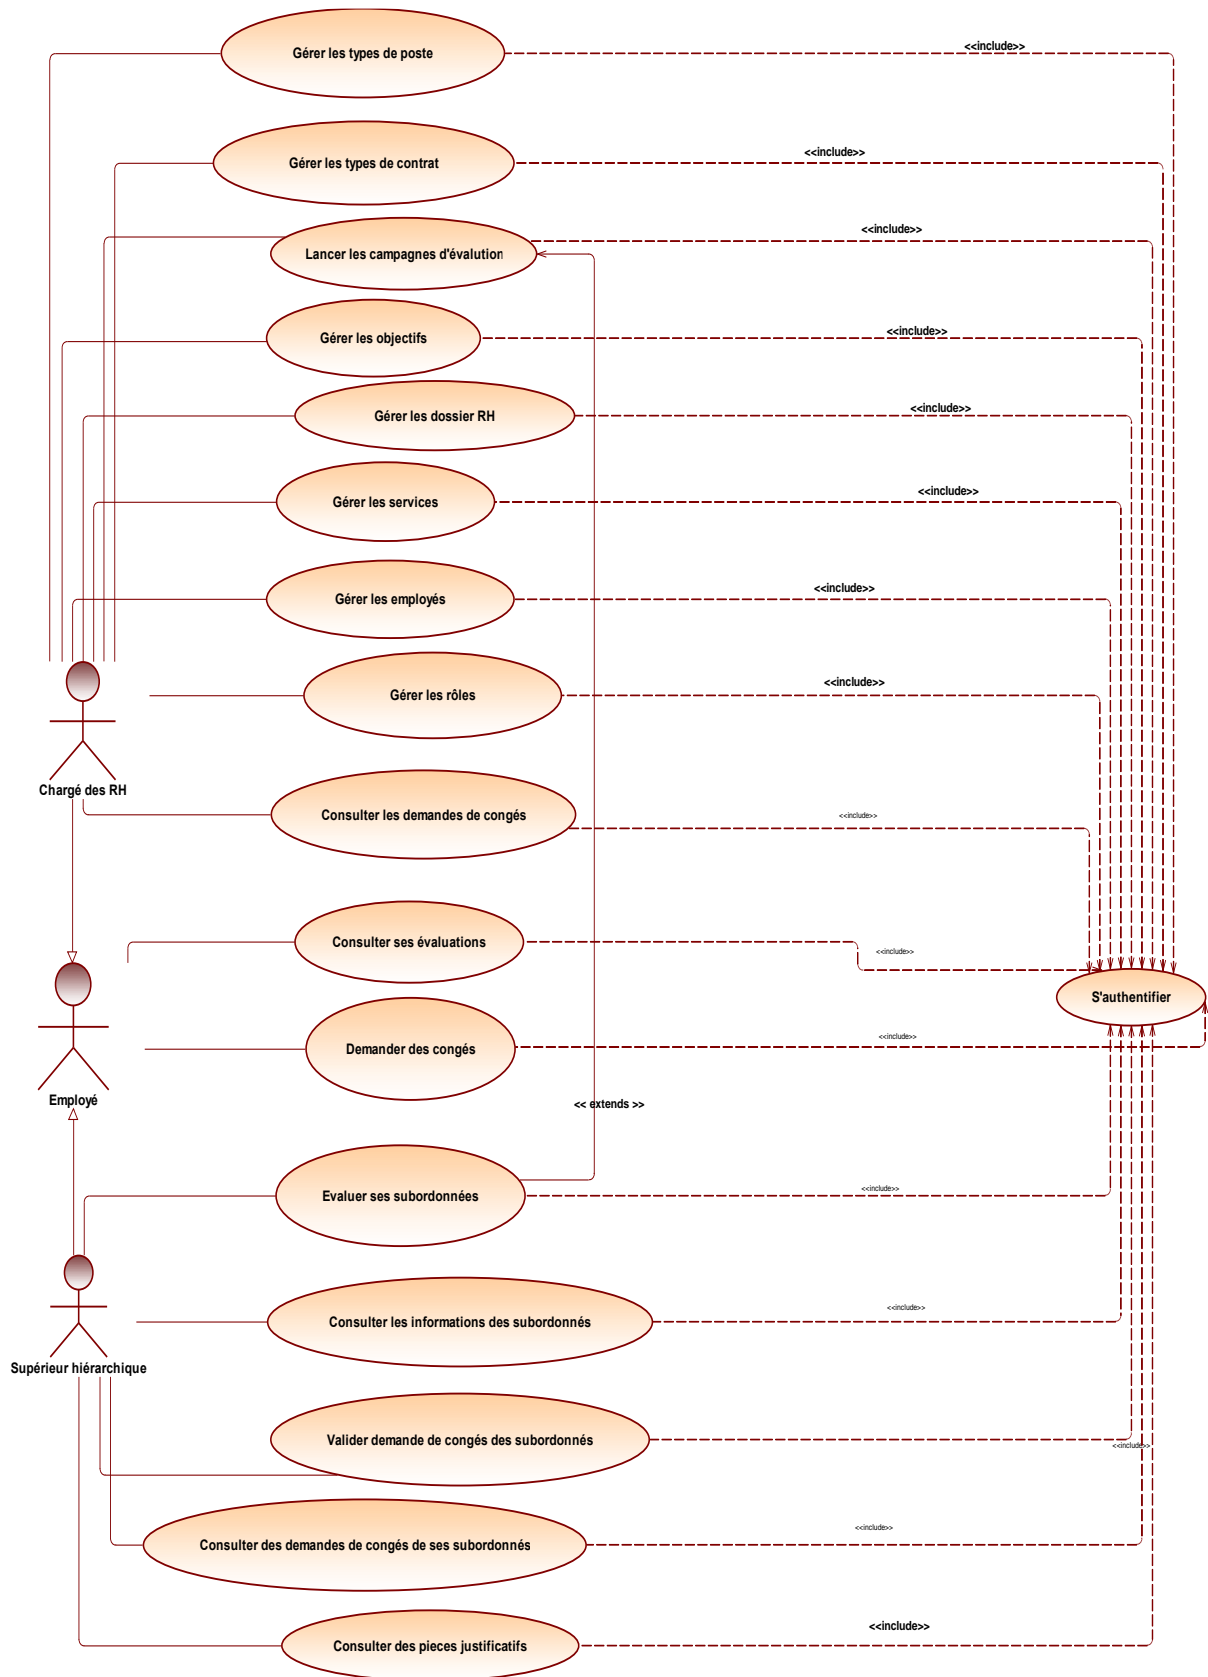 Gérer les types de poste
<<include>>
Gérer les types de contrat
<<include>>
Lancer les campagnes d'évalution
<<include>>
Gérer les objectifs
<<include>>
Gérer les dossier RH
<<include>>
Gérer les services
<<include>>
Gérer les employés
<<include>>
Gérer les rôles
<<include>>
Chargé des RH
Consulter les demandes de congés
<<include>>
Consulter ses évaluations
<<include>>
S'authentifier
Demander des congés
<<include>>
Employé
<< extends >>
Evaluer ses subordonnées
<<include>>
Consulter les informations des subordonnés
<<include>>
Supérieur hiérarchique
Valider demande de congés des subordonnés
<<include>>
Consulter des demandes de congés de ses subordonnés
<<include>>
Consulter des pieces justificatifs
<<include>>